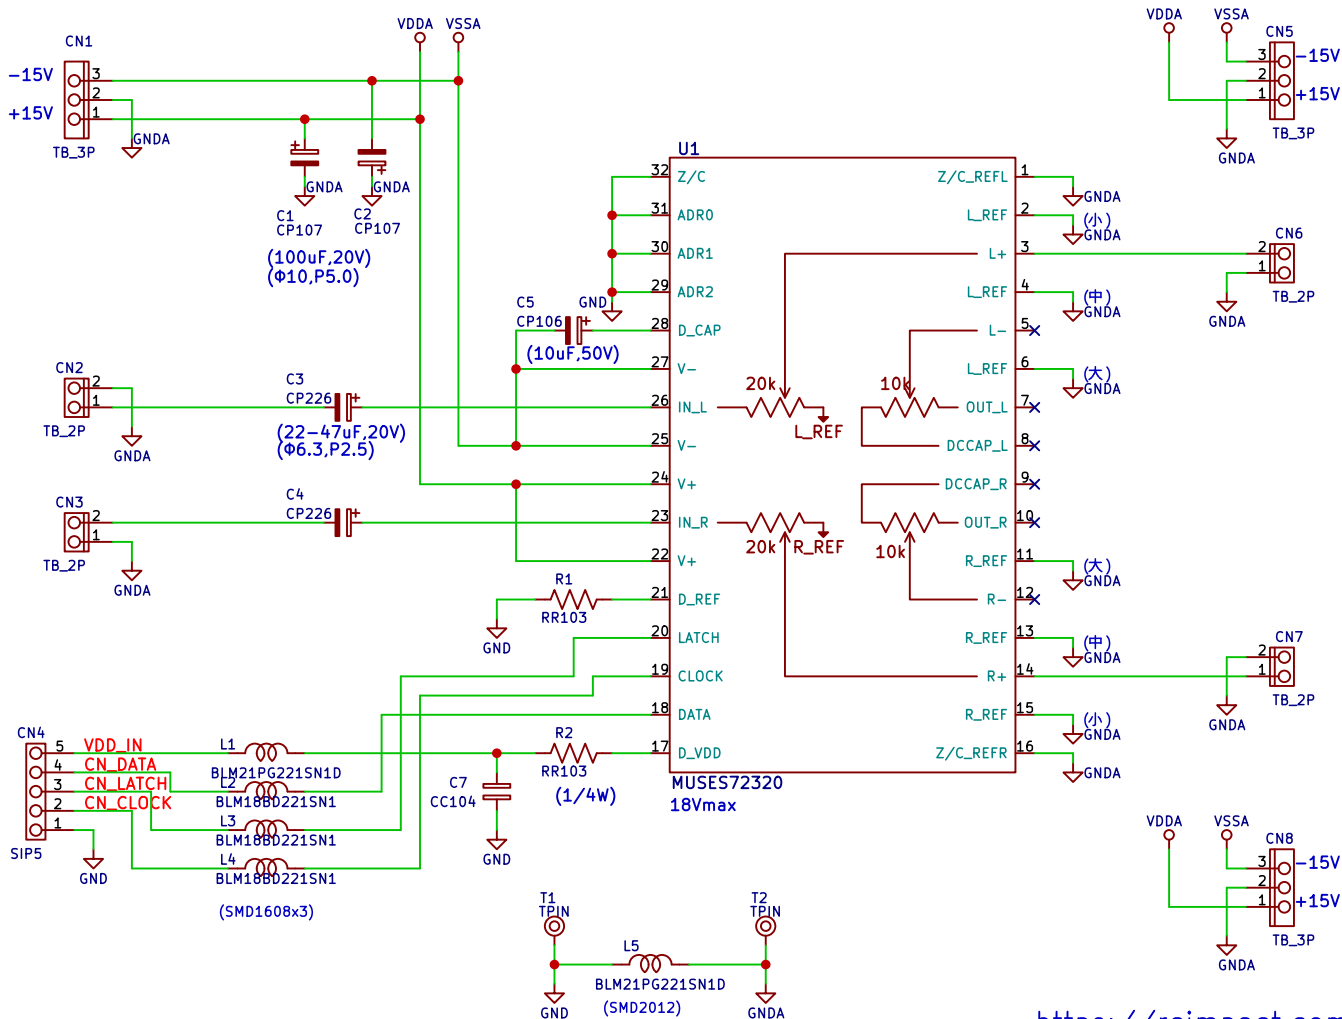 VDDA
VSSA
CN1
-15V
3
2
+15V
1
GNDA
TB_3P
GNDA
GNDA
C1
CP107
C2
CP107
(100uF,20V)
(Φ10,P5.0)
VDDA
VSSA
CN5
3
-15V
2
1
+15V
TB_3P
GNDA
U1
32
Z/C
Z/C_REFL
1
GNDA
31
ADR0
L_REF
2
(小)
GNDA
30
ADR1
L+
3
CN6
2
1
TB_2P
GNDA
29
ADR2
L_REF
4
(中)
GNDA
C5
GND
CP106
(10uF,50V)
28
D_CAP
L-
5
27
V-
L_REF
6
(大)
GNDA
CN2
2
1
TB_2P
GNDA
C3
CP226
(22-47uF,20V)
(Φ6.3,P2.5)
26
IN_L
20k
L_REF
10k
OUT_L
7
25
V-
DCCAP_L
8
24
V+
DCCAP_R
9
CN3
2
1
TB_2P
GNDA
C4
CP226
23
IN_R
20k
R_REF
10k
OUT_R
10
22
V+
R_REF
11
(大)
GNDA
R1
RR103
GND
21
D_REF
R-
12
20
LATCH
R_REF
13
(中)
GNDA
19
CLOCK
R+
14
CN7
2
1
TB_2P
GNDA
18
DATA
R_REF
15
(小)
GNDA
17
D_VDD
Z/C_REFR
16
GNDA
MUSES72320
18Vmax
CN4
5
VDD_IN
4
CN_DATA
3
CN_LATCH
2
CN_CLOCK
1
SIP5
GND
L1
BLM21PG221SN1D
L2
BLM18BD221SN1
L3
BLM18BD221SN1
L4
BLM18BD221SN1
(SMD1608x3)
R2
RR103
(1/4W)
C7
CC104
GND
VDDA
VSSA
CN8
3
-15V
2
1
+15V
TB_3P
GNDA
T1
TPIN
T2
TPIN
L5
BLM21PG221SN1D
(SMD2012)
GND
GNDA